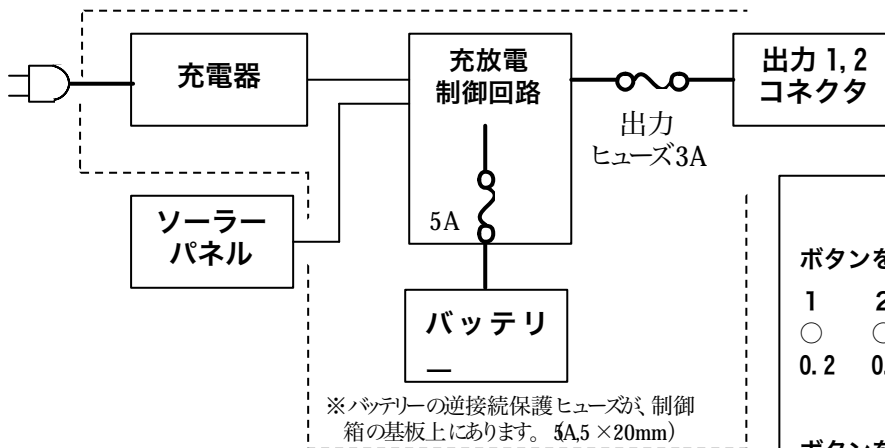 充電器
充放電
制御回路
出力 1, 2
コネクタ
出力
ヒューズ3A
ソーラー
パネル
5A
バッテリ
ー
※バッテリーの逆接続保護ヒューズが、制御
箱の基板上にあります。 5A,5 ×20mm）
ボタンを
1 2
○ ○
0. 2 0.
ボタンを